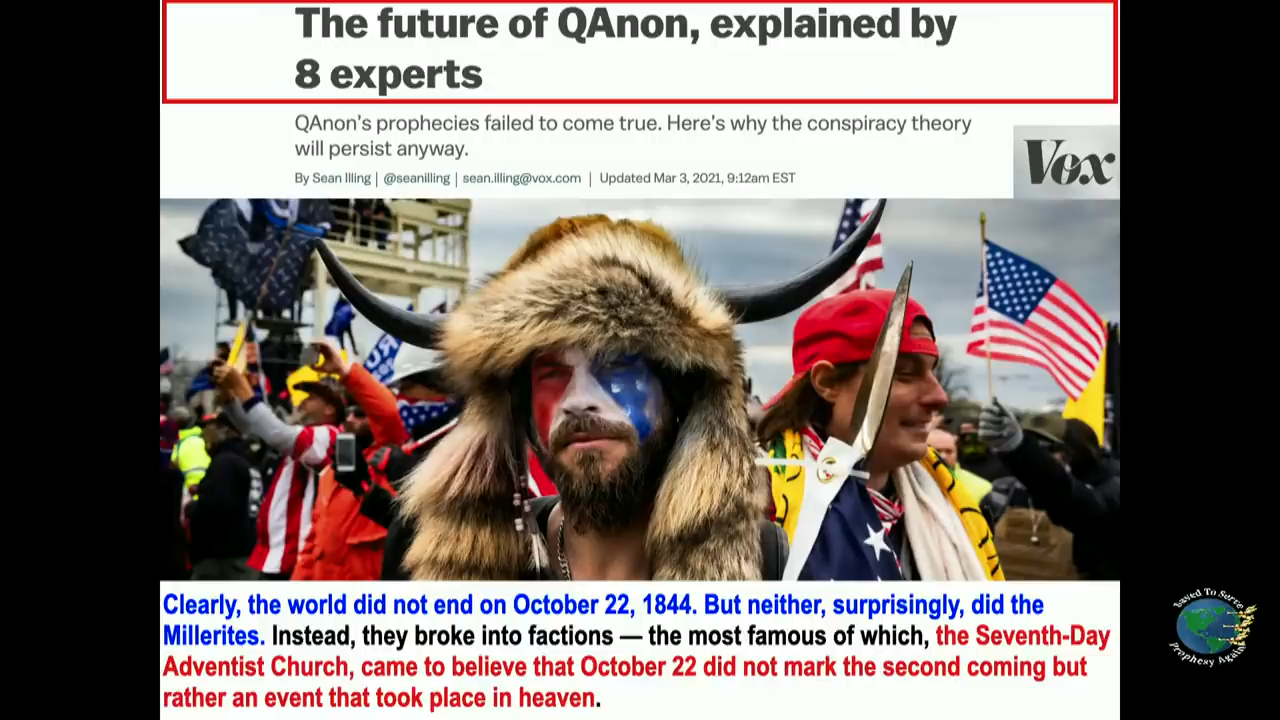 The future of QAnon, explained by
8 experts
QAnon's prophecies failed to come true. Here's why the conspiracy theory
will persist anyway.
By Sean Illing | @seanilling | sean.illing@vox.com | Updated Mar 3, 2021, 9:12am EST
Vox
Clearly, the world did not end on October 22, 1844. But neither, surprisingly, did the
Millerites. Instead, they broke into factions — the most famous of which, the Seventh-Day
Adventist Church, came to believe that October 22 did not mark the second coming but
rather an event that took place in heaven.
To Serve
Prophesy Again